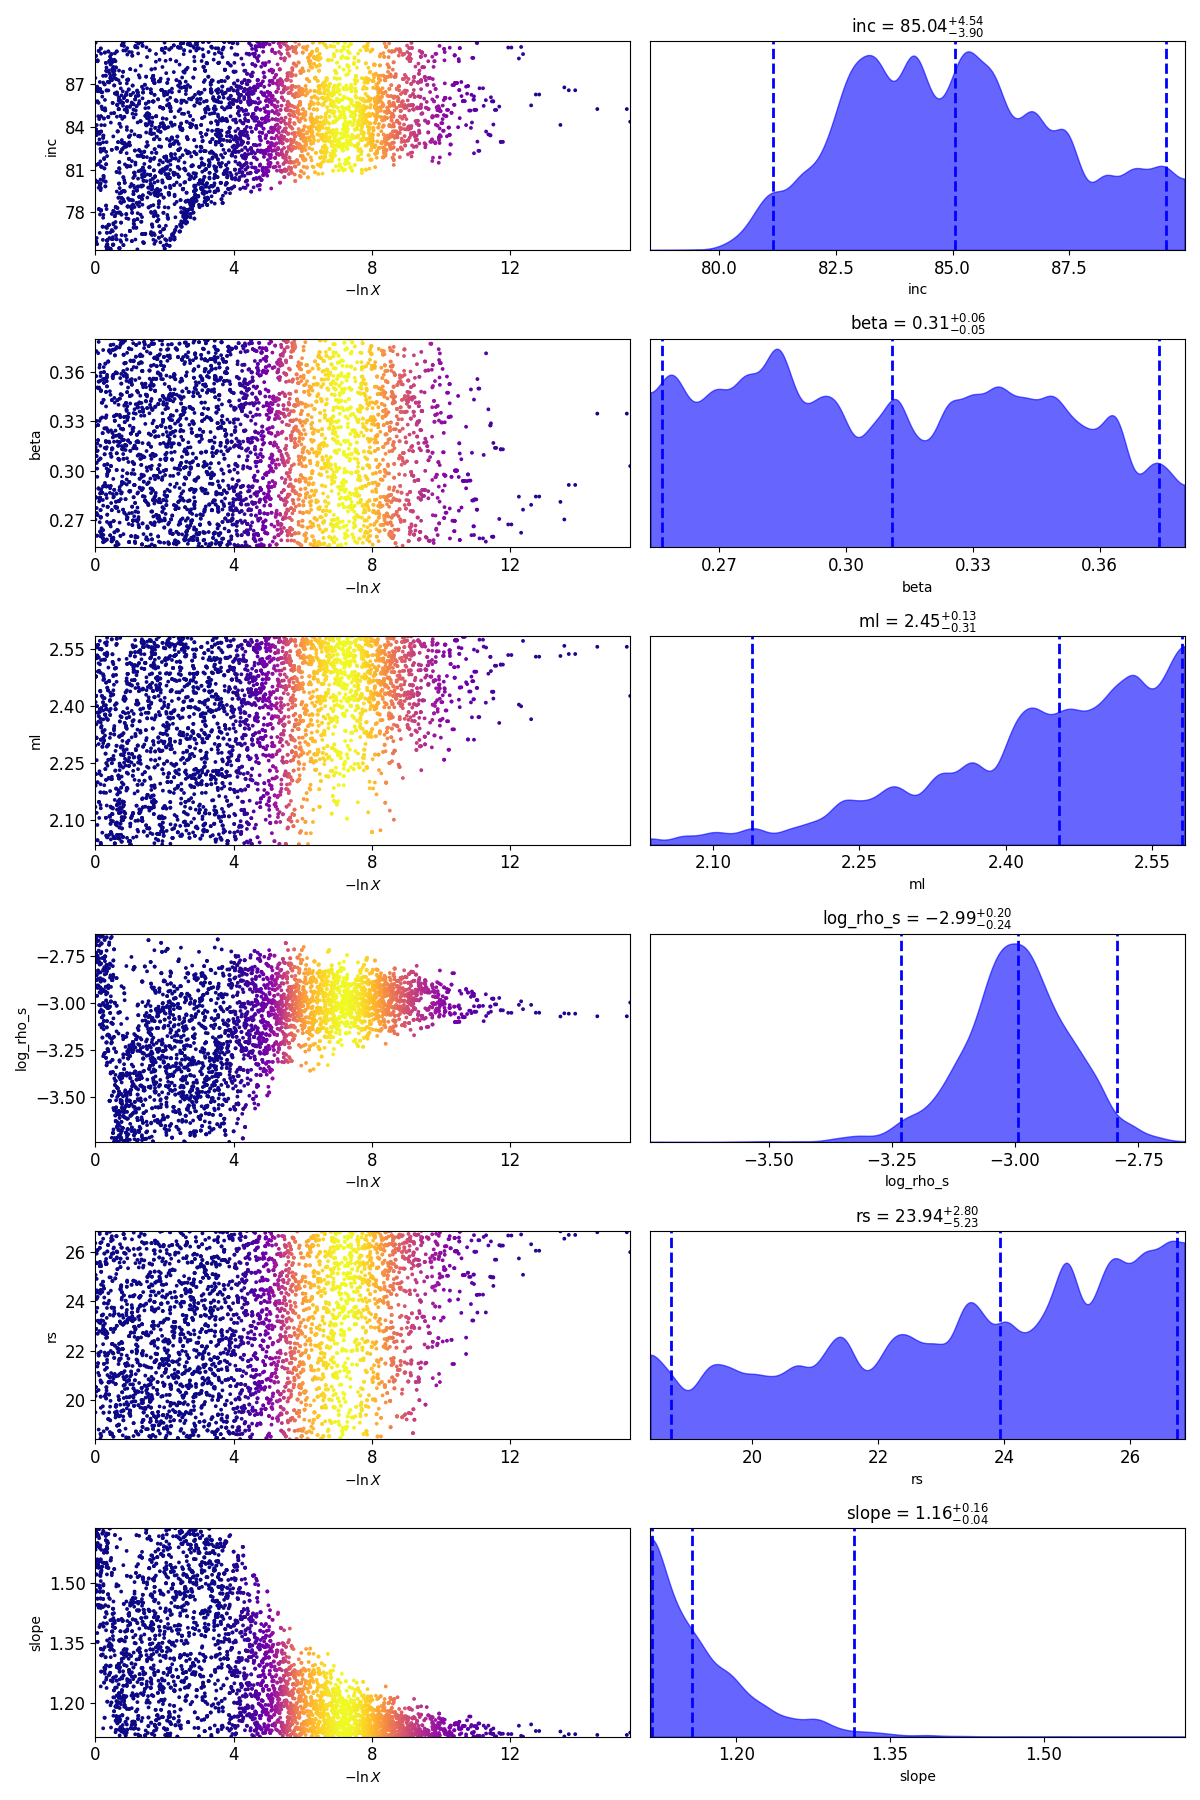 inc = 85.04+4.54−3.90
87
84
81
78
inc
0 4 8 12
−ln X
80.0 82.5 85.0 87.5
inc
beta = 0.31+0.06−0.05
0.36
0.33
0.30
0.27
beta
0 4 8 12
−ln X
0.27 0.30 0.33 0.36
beta
ml = 2.45+0.13−0.31
2.55
2.40
2.25
2.10
ml
0 4 8 12
−ln X
2.10 2.25 2.40 2.55
ml
log_rho_s = −2.99+0.20−0.24
−2.75
−3.00
−3.25
−3.50
log_rho_s
0 4 8 12
−ln X
−3.50 −3.25 −3.00 −2.75
log_rho_s
rs = 23.94+2.80−5.23
26
24
22
20
rs
0 4 8 12
−ln X
20 22 24 26
rs
slope = 1.16+0.16−0.04
1.50
1.35
1.20
slope
0 4 8 12
−ln X
1.20 1.35 1.50
slope